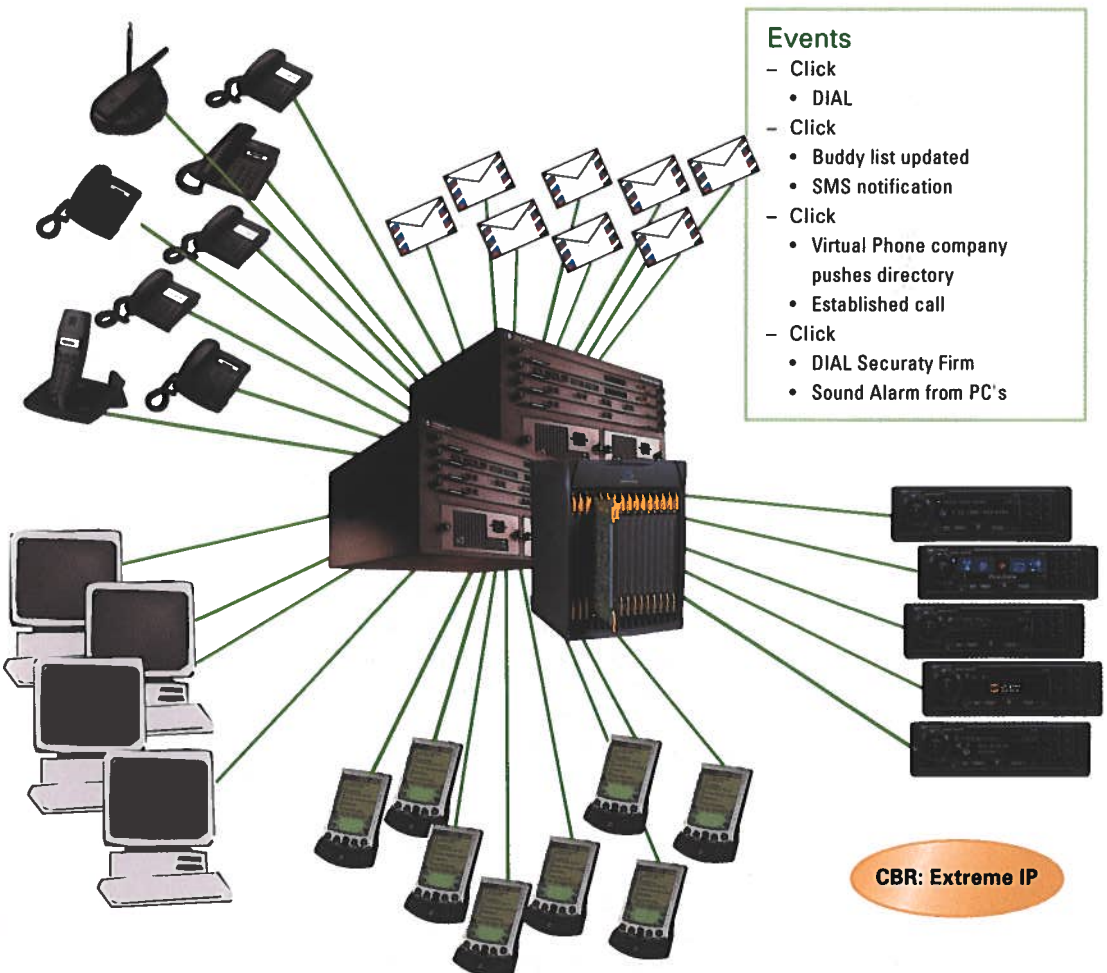 Events
– Click
• DIAL
– Click
• Buddy list updated
• SMS notification
– Click
• Virtual Phone company
pushes directory
• Established call
– Click
• DIAL Securaty Firm
• Sound Alarm from PC's
CBR: Extreme IP